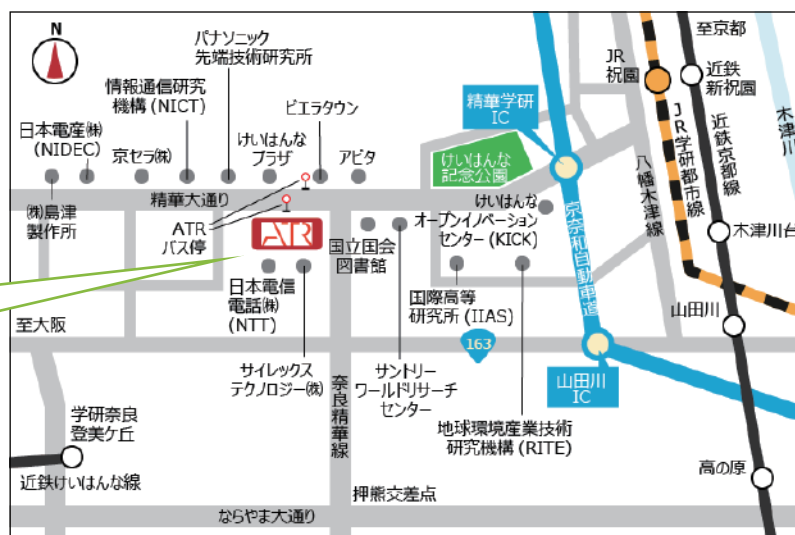 N
パナソニック
先端技術研究所
至京都
JR
祝園
近鉄
新祝園
情報通信研究
機構 (NICT)
ビエラタウン
精華学研
IC
日本電産㈱
(NIDEC)
京セラ㈱
けいはんな
プラザ
アピタ
けいはんな
記念公園
JR学研都市線
近鉄京都線
木津川
八幡木津線
精華大通り
㈱島津
製作所
ATR
バス停
ATR
国立国会
図書館
けいはんな
オープンイノベーション
センター (KICK)
京奈和自動車道
木津川台
日本電信
電話㈱
(NTT)
国際高等
研究所 (IIAS)
山田川
至大阪
163
サイレックス
テクノロジー㈱
サントリー
ワールドリサーチ
センター
山田川
IC
奈良精華線
学研奈良
登美ケ丘
地球環境産業技術
研究機構 (RITE)
高の原
近鉄けいはんな線
押熊交差点
ならやま大通り